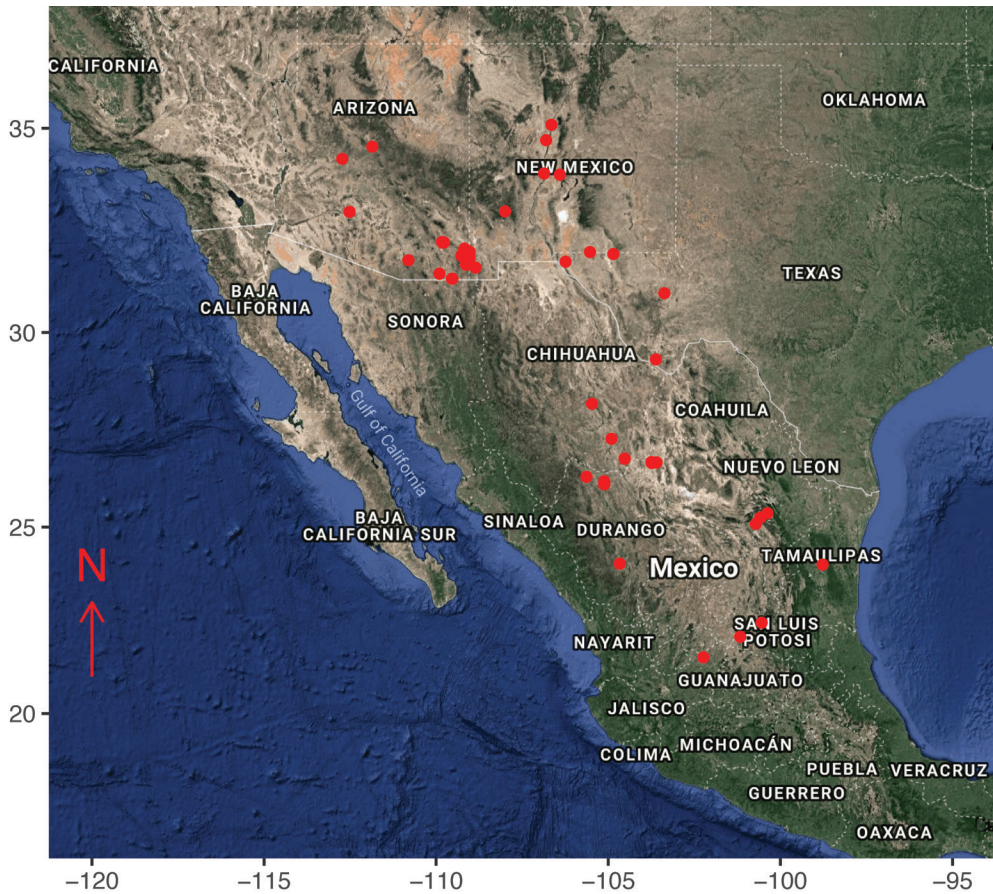 CALIFORNIA
ARIZONA
OKLAHOMA
35
NEW MEXICO
TEXAS
BAJA
CALIFORNIA
SONORA
30
CHIHUAHUA
Gulf of California
COAHUILA
NUEVO LEON
BAJA
CALIFORNIA SUR
SINALOA
DURANGO
25
TAMAULIPAS
N
Mexico
SAN LUIS
POTOSI
NAYARIT
GUANAJUATO
JALISCO
20
COLIMA
MICHOACÁN
PUEBLA
VERACRUZ
GUERRERO
OAXACA
−120
−115
−110
−105
−100
−95